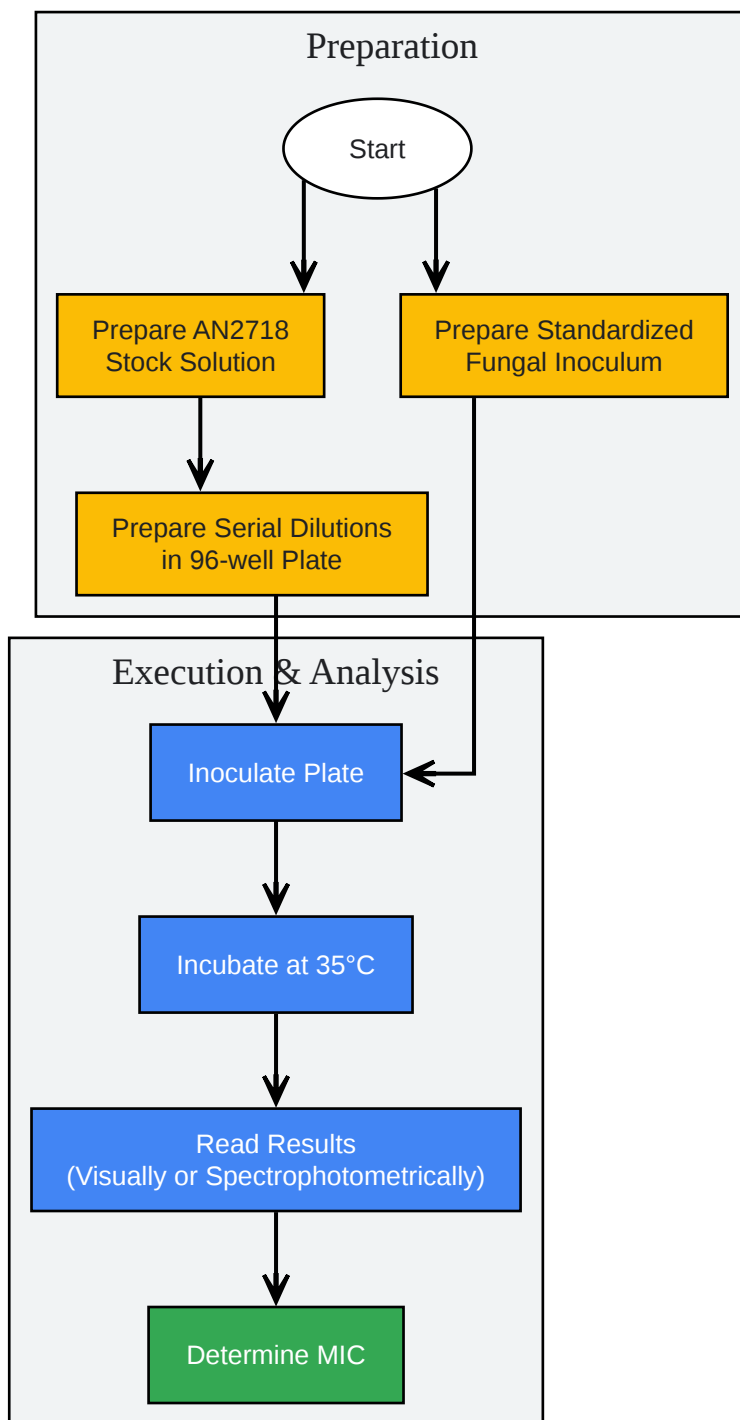 Preparation
Start
Prepare AN2718
Stock Solution
Prepare Standardized
Fungal Inoculum
Prepare Serial Dilutions
in 96-well Plate
Execution & Analysis
Inoculate Plate
Incubate at 35°C
Read Results
(Visually or Spectrophotometrically)
Determine MIC